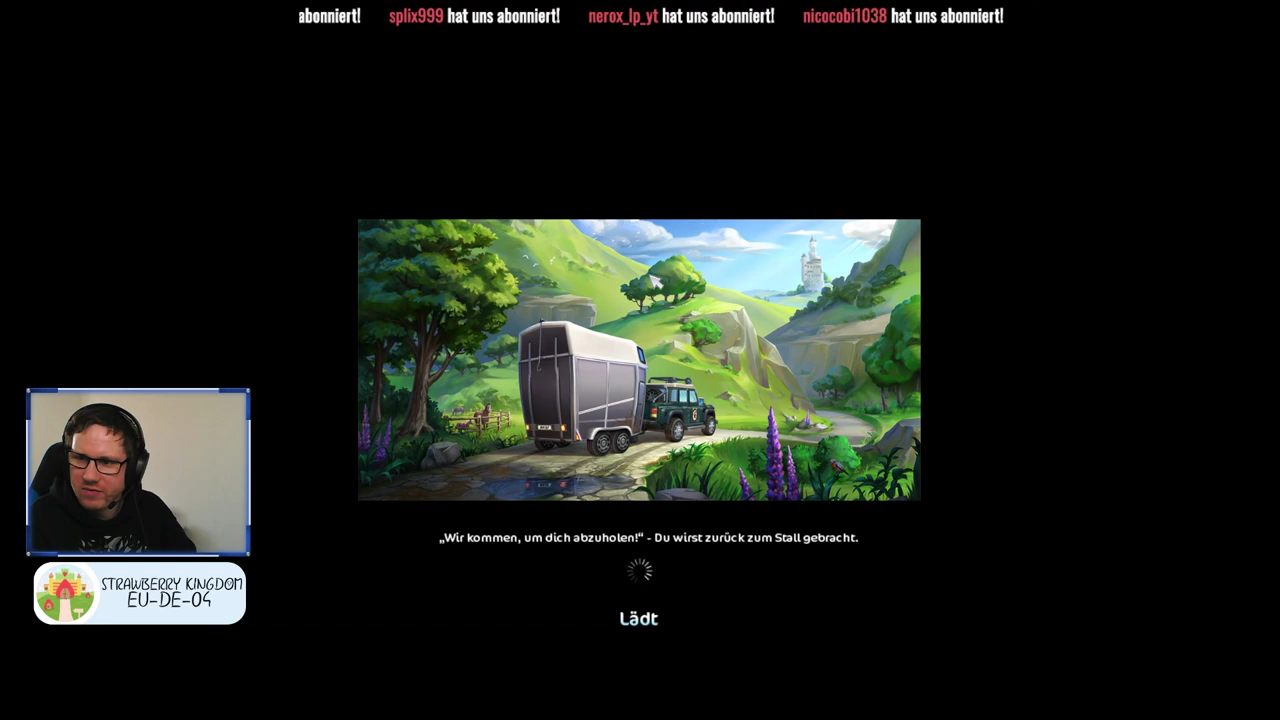 abonniert! splix999 hat uns abonniert! nerox_lp_yt hat uns abonniert! nicocobi1038 hat uns abonniert!
„Wir kommen, um dich abzuholen!“ - Du wirst zurück zum Stall gebracht.
Lädt
STRAWBERRY KINGDOM
EU-DE-04